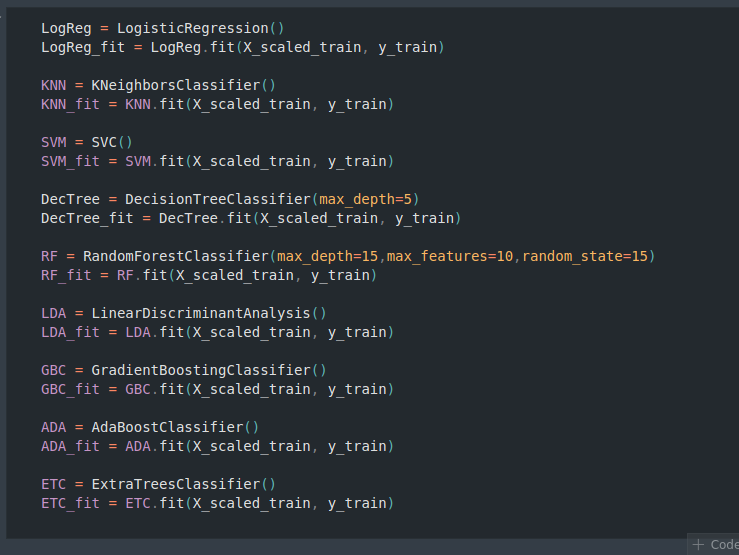 LogReg = LogisticRegression()
LogReg_fit = LogReg.fit(X_scaled_train, y_train)
KNN = KNeighborsClassifier()
KNN_fit = KNN.fit(X_scaled_train, y_train)
SVM = SVC()
SVM_fit = SVM.fit(X_scaled_train, y_train)
DecTree = DecisionTreeClassifier(max_depth=5)
DecTree_fit = DecTree.fit(X_scaled_train, y_train)
RF = RandomForestClassifier(max_depth=15,max_features=10,random_state=15)
RF_fit = RF.fit(X_scaled_train, y_train)
LDA = LinearDiscriminantAnalysis()
LDA_fit = LDA.fit(X_scaled_train, y_train)
GBC = GradientBoostingClassifier()
GBC_fit = GBC.fit(X_scaled_train, y_train)
ADA = AdaBoostClassifier()
ADA_fit = ADA.fit(X_scaled_train, y_train)
ETC = ExtraTreesClassifier()
ETC_fit = ETC.fit(X_scaled_train, y_train)
+ Code